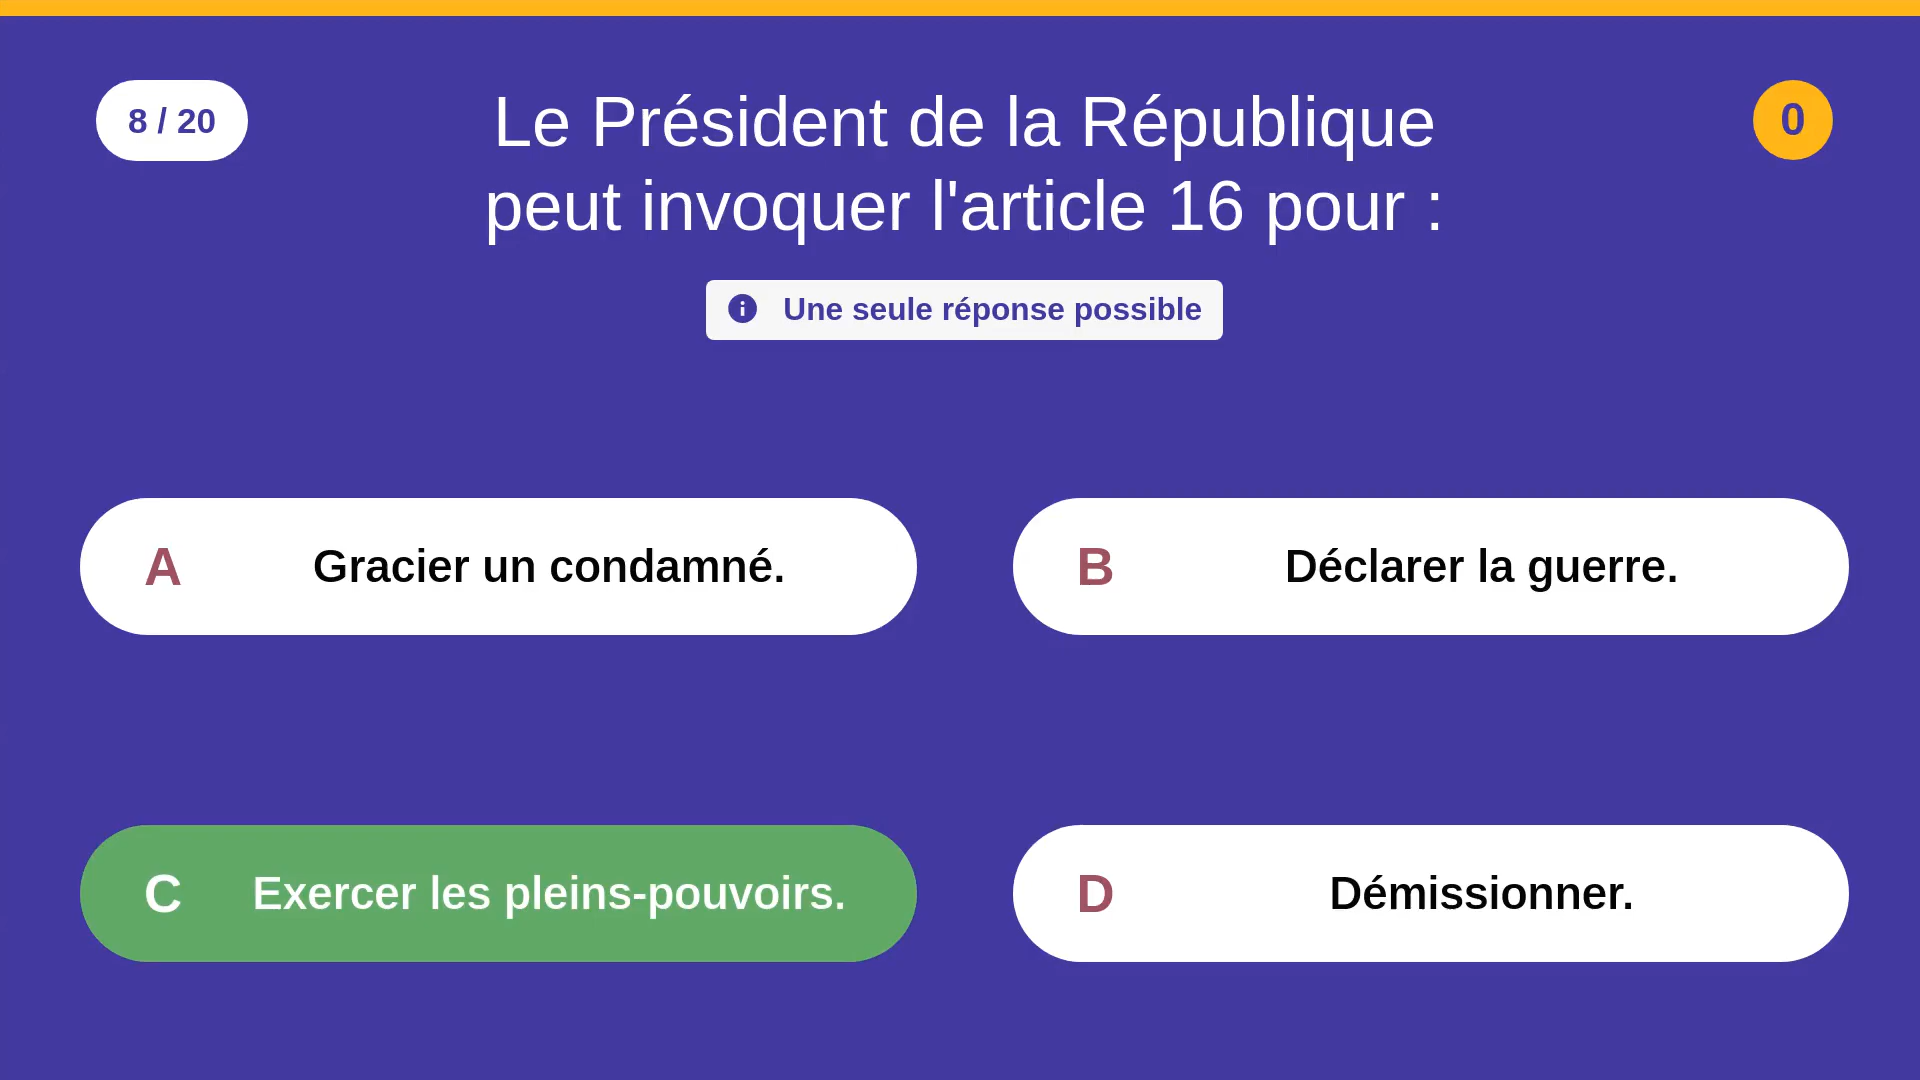 8 / 20
Le Président de la République
peut invoquer l'article 16 pour :
0
Une seule réponse possible
A Gracier un condamné.
B Déclarer la guerre.
C Exercer les pleins-pouvoirs.
D Démissionner.